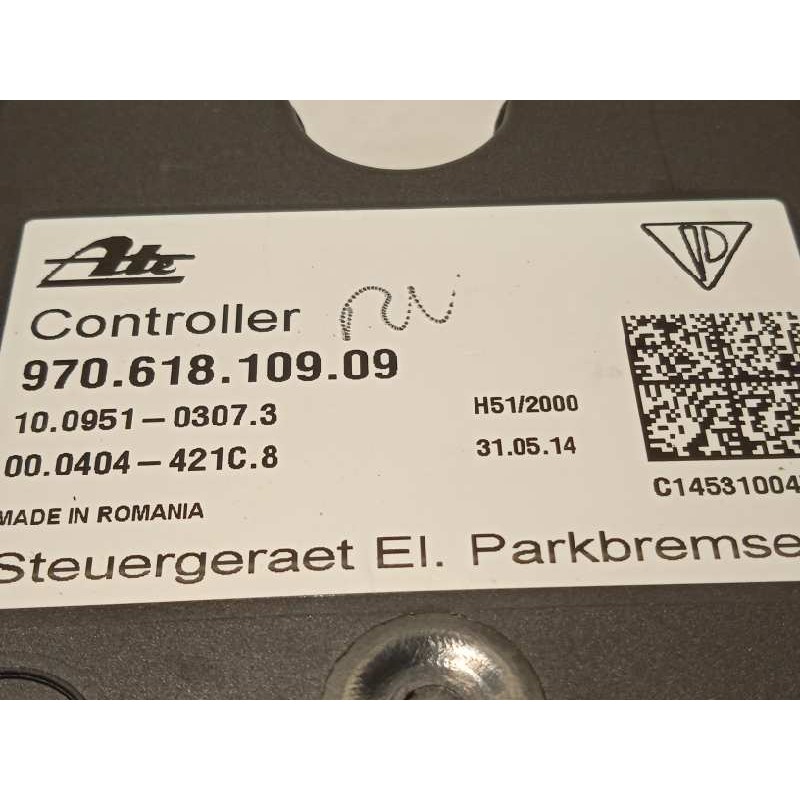 Ate
Controller
970.618.109.09
10.0951-0307.3
00.0404-421C.8
H51/2000
31.05.14
C14531004
MADE IN ROMANIA
Steuergeraet El. Parkbremse